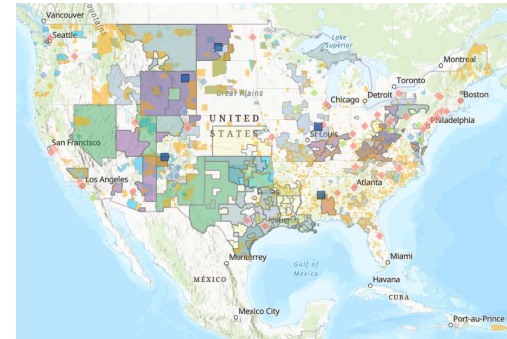 Vancouver
Seattle
Mountains
Lake
Superior
Montreal
Toronto
Great Plains
Chicago
Detroit
Boston
UNITED
STATES
St Louis
Philadelphia
San Francisco
Los Angeles
Atlanta
Monterrey
Miami
Gulf of
Mexico
MÉXICO
Havana
CUBA
Mexico City
Port-au-Prince